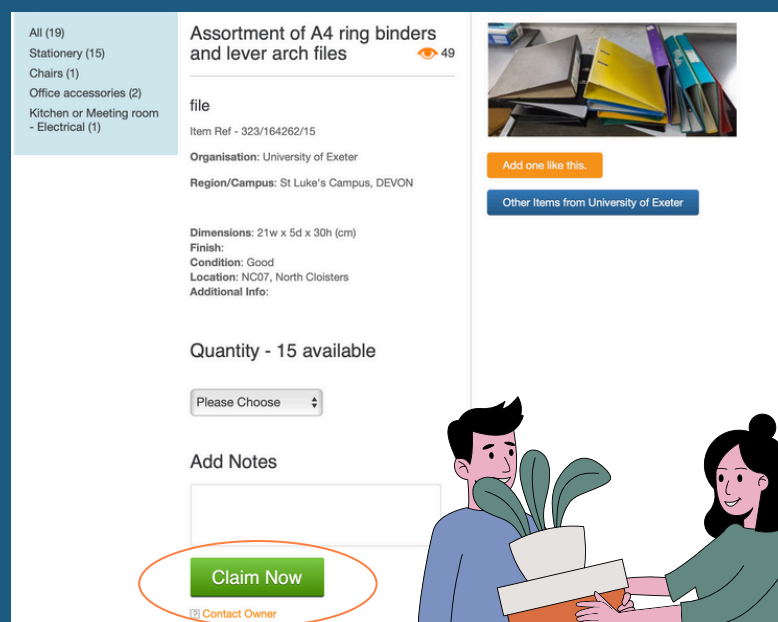 All (19)
Stationery (15)
Chairs (1)
Office accessories (2)
Kitchen or Meeting room
- Electrical (1)
Assortment of A4 ring binders
and lever arch files
49
file
Item Ref - 323/164262/15
Organisation: University of Exeter
Region/Campus: St Luke's Campus, DEVON
Dimensions: 21w x 5d x 30h (cm)
Finish:
Condition: Good
Location: NC07, North Cloisters
Additional Info:
Quantity - 15 available
Please Choose
Add Notes
Claim Now
? Contact Owner
Add one like this.
Other Items from University of Exeter